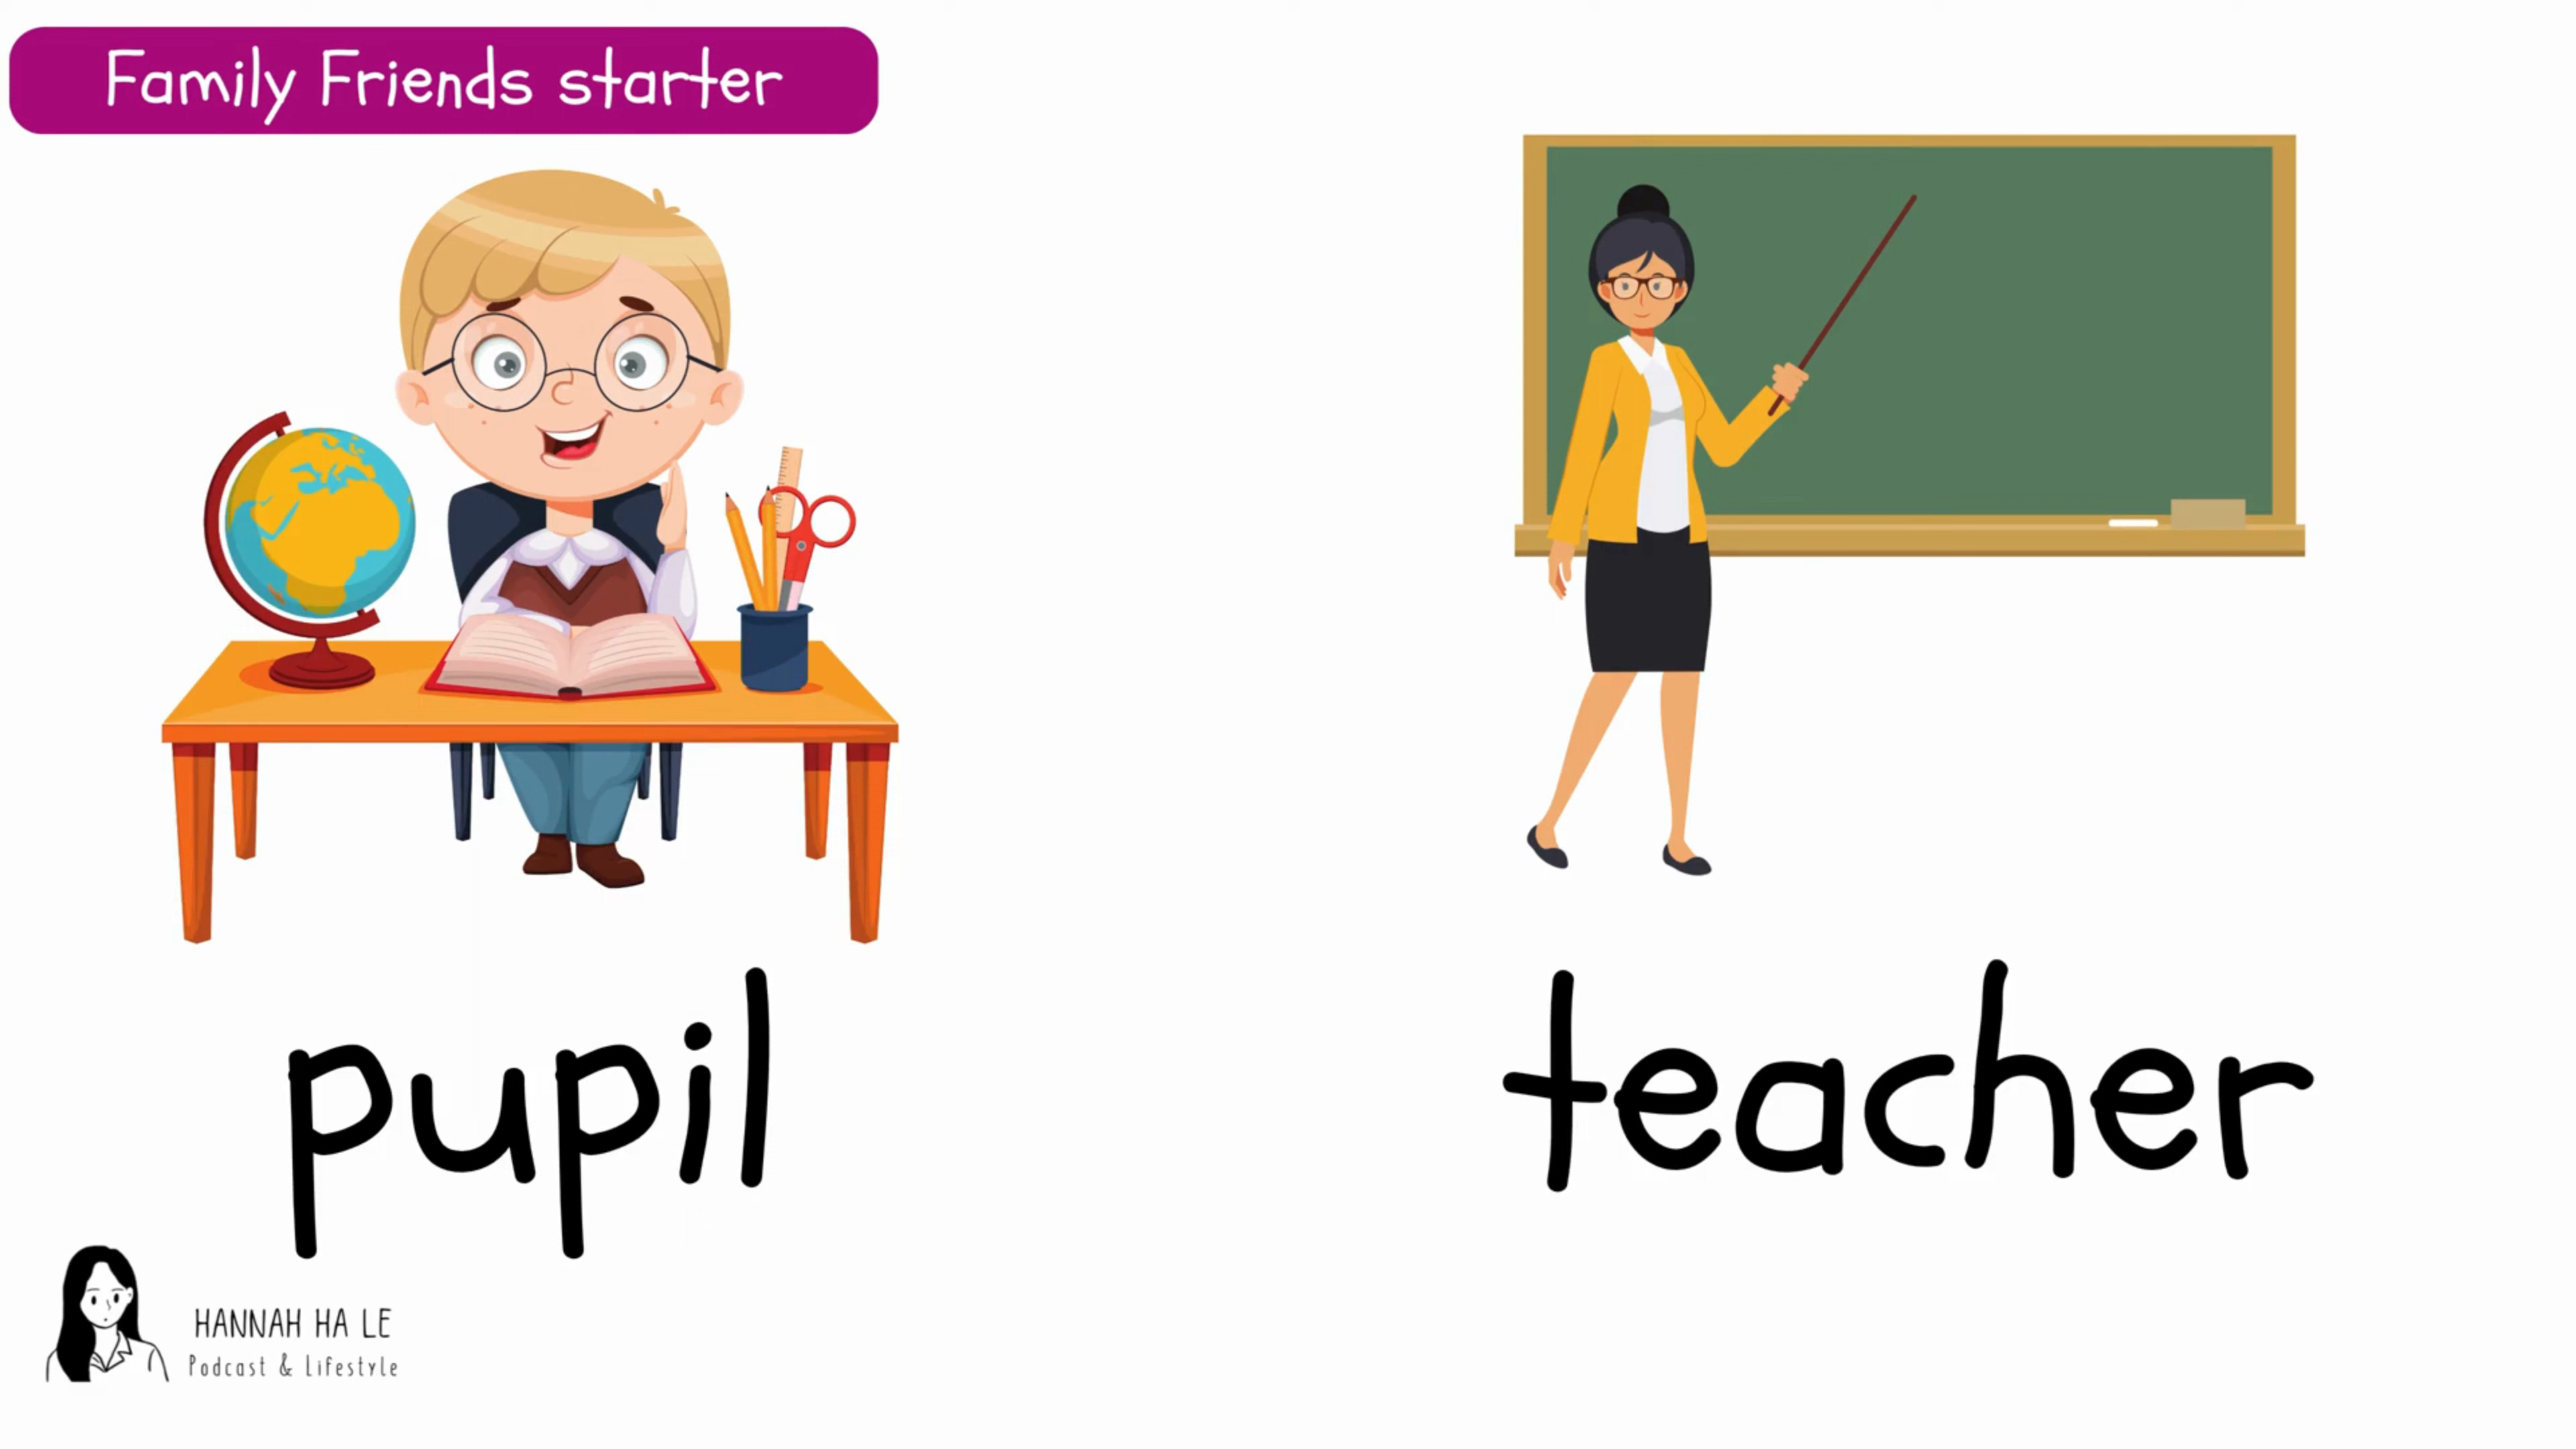 Family Friends starter
pupil
teacher
HANNAH HA LE
Podcast & Lifestyle